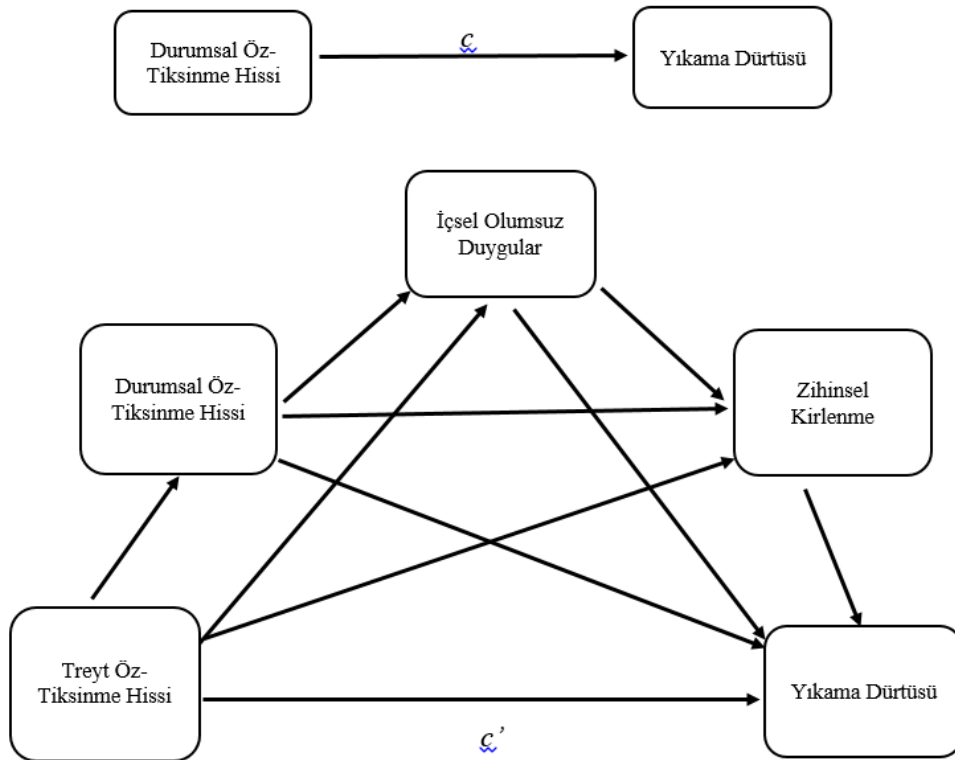 Durumsal Öz-
Tiksinme Hissi
c
Yıkama Dürtüsü
İçsel Olumsuz
Duygular
Durumsal Öz-
Tiksinme Hissi
Zihinsel
Kirlenme
Treyt Öz-
Tiksinme Hissi
Yıkama Dürtüsü
c’